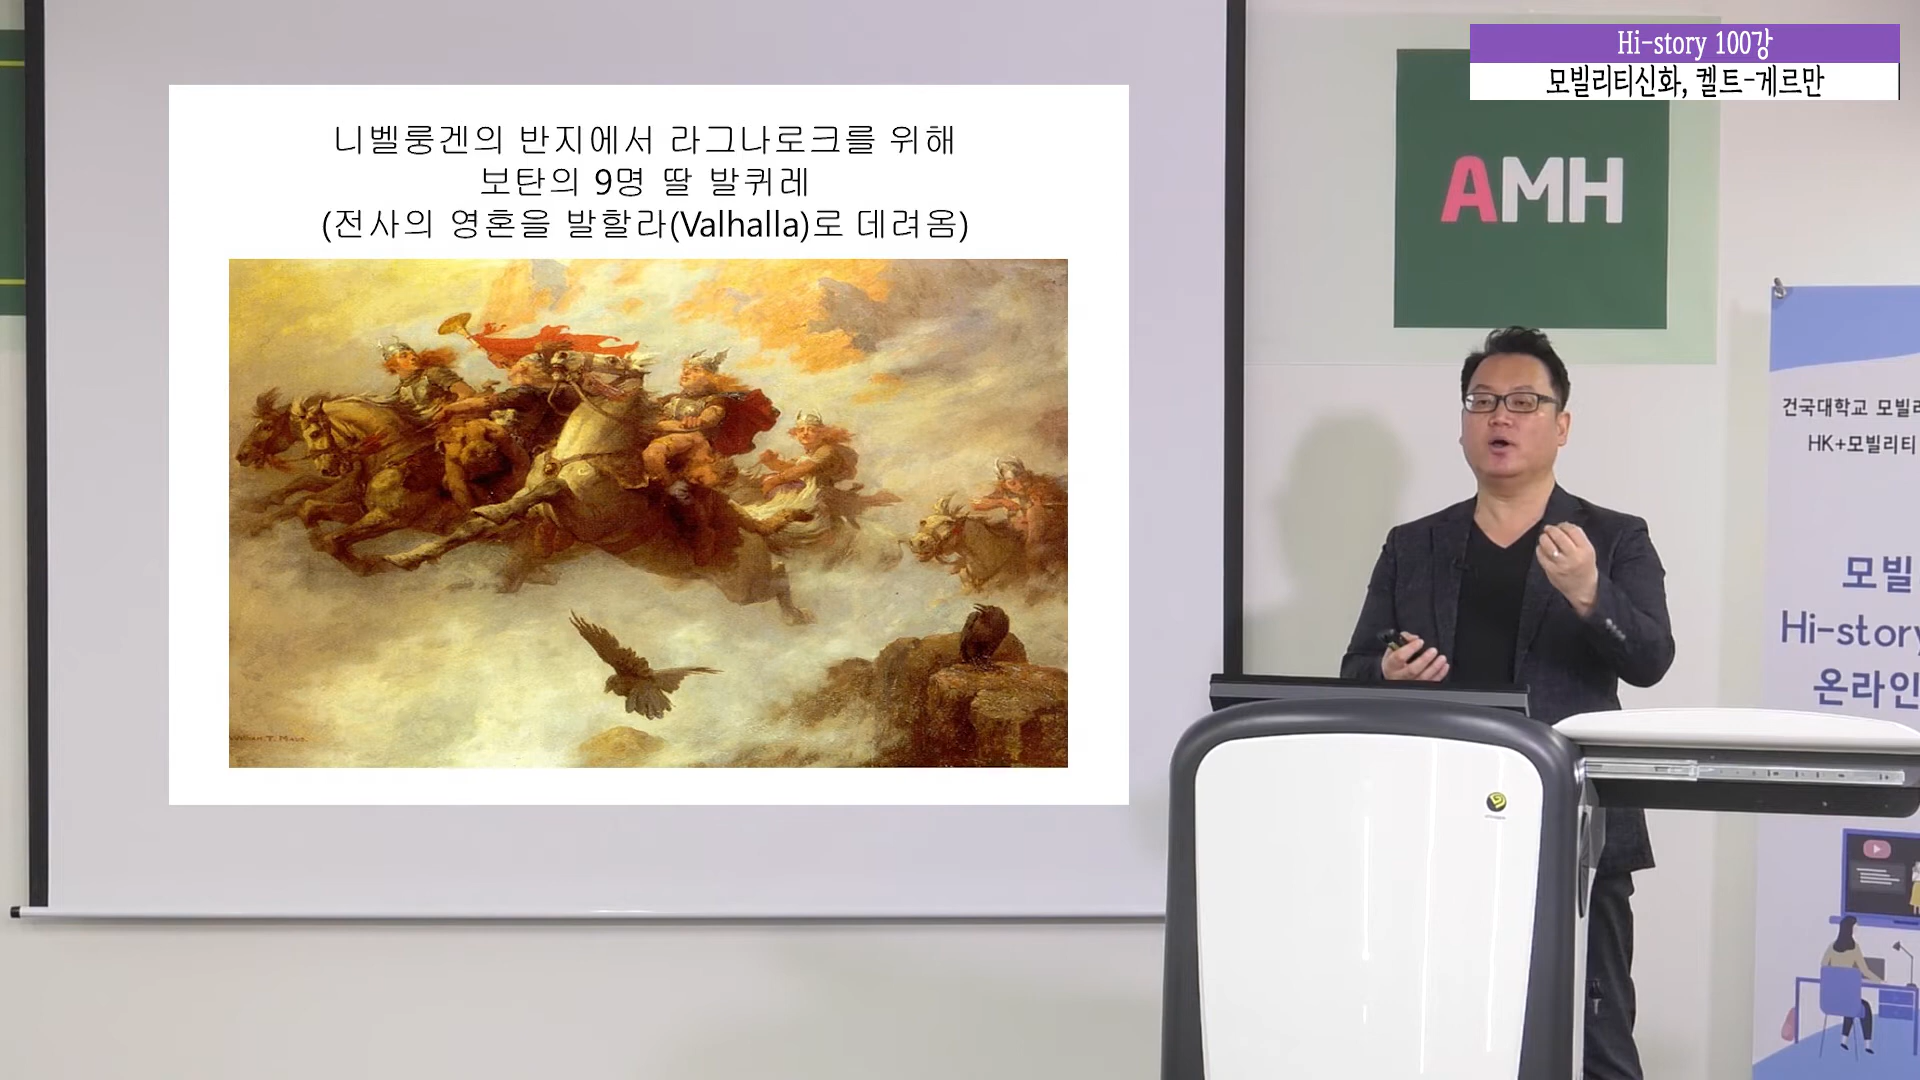 Hi-story 100강
모빌리티신화, 켈트-게르만
니벨룽겐의 반지에서 라그나로크를 위해
보탄의 9명 딸 발퀴레
(전사의 영혼을 발할라(Valhalla)로 데려옴)
AMH
건국대학교 모빌리
HK+모빌리티
모빌
Hi-story
온라인